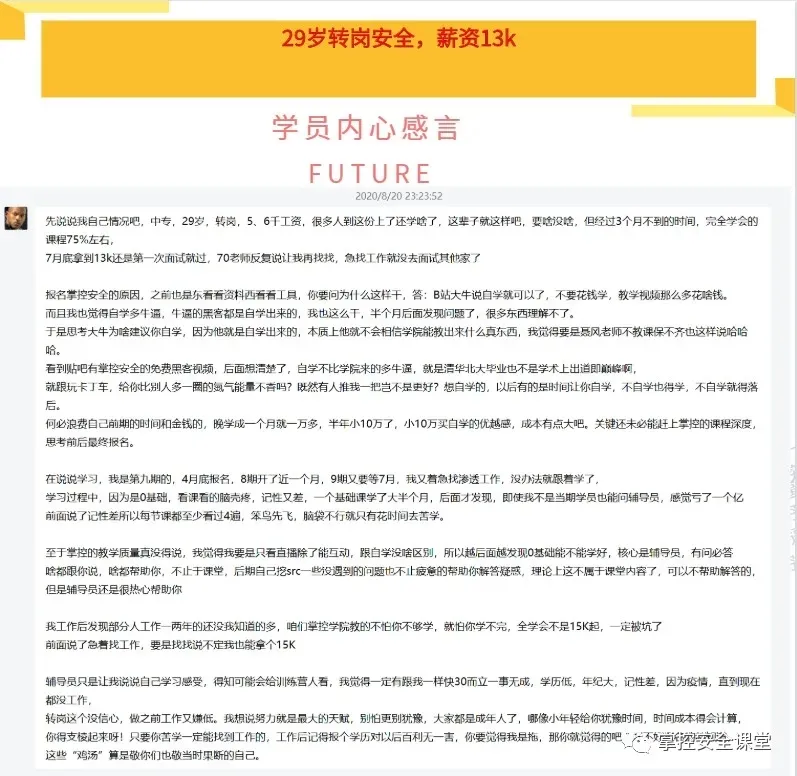 29岁转岗安全，薪资13k
学员内心感言
FUTURE
2020/8/20 23:23:52
先说说我自己情况吧，中专，29岁，转岗，5、6千工资，很多人到这份上了还学啥了，这辈子就这样吧，要啥没啥，但经过3个月不到的时间，完全学会的
课程75%左右，
7月底拿到13k还是第一次面试就过，70老师反复说让我再找找，急找工作就没去面试其他家了
报名掌控安全的原因，之前也是东看看资料西看看工具，你要问为什么这样干，答：B站大牛说自学就可以了，不要花钱学，教学视频那么多花啥钱。
而且我也觉得自学多牛逼，牛逼的黑客都是自学出来的，我也这么干，半个月后面发现问题了，很多东西理解不了。
于是思考大牛为啥建议你自学，因为他就是自学出来的，本质上他就不会相信学院能教出来什么真东西，我觉得要是聂风老师不教课保不齐也这样说哈哈
哈。
看到贴吧有掌控安全的免费黑客视频，后面想清楚了，自学不比学院来的多牛逼，就是清华北大毕业也不是学术上出道即巅峰啊，
就跟玩卡丁车，给你比别人多一圈的氮气能量不香吗？既然有人推我一把岂不是更好？想自学的，以后有的是时间让你自学，不自学也得学，不自学就得落
后。
何必浪费自己前期的时间和金钱的，晚学成一个月就一万多，半年小10万了，小10万买自学的优越感，成本有点大吧。关键还未必能赶上掌控的课程深度，
思考前后最终报名。
在说说学习，我是第九期的，4月底报名，8期开了近一个月，9期又要等7月，我又着急找渗透工作，没办法就跟着学了，
学习过程中，因为是0基础，看课看的脑壳疼，记性又差，一个基础课学了大半个月，后面才发现，即使我不是当期学员也能问辅导员，感觉亏了一个亿
前面说了记性差所以每节课都至少看过4遍，笨鸟先飞，脑袋不行就只有花时间去苦学。
至于掌控的教学质量真没得说，我觉得我要是只看直播除了能互动，跟自学没啥区别，所以越后面越发现0基础能不能学好，核心是辅导员，有问必答
啥都跟你说，啥都帮助你，不止于课堂，后期自己挖src一些没遇到的问题也不止疲惫的帮助你解答疑惑，理论上这不属于课堂内容了，可以不帮助解答的，
但是辅导员还是很热心帮助你
我工作后发现部分人工作一两年的还没我知道的多，咱们掌控学院教的不怕你不够学，就怕你学不完，全学会不是15K起，一定被坑了
前面说了急着找工作，要是找找说不定我也能拿个15K
辅导员只是让我说说自己学习感受，得知可能会给训练营人看，我觉得一定有跟我一样快30而立一事无成，学历低，年纪大，记性差，因为疫情，直到现在
都没工作，
转岗这个没信心，做之前工作又嫌低。我想说努力就是最大的天赋，别怕更别犹豫，大家都是成年人了，哪像小年轻给你犹豫时间，时间成本得会计算，
你得支棱起来呀！只要你苦学一定能找到工作的，工作后记得报个学历对以后百利无一害，你要觉得我是拖，那你就觉得的吧
这些“鸡汤”算是敬你们也敬当时果断的自己。
掌控安全课堂